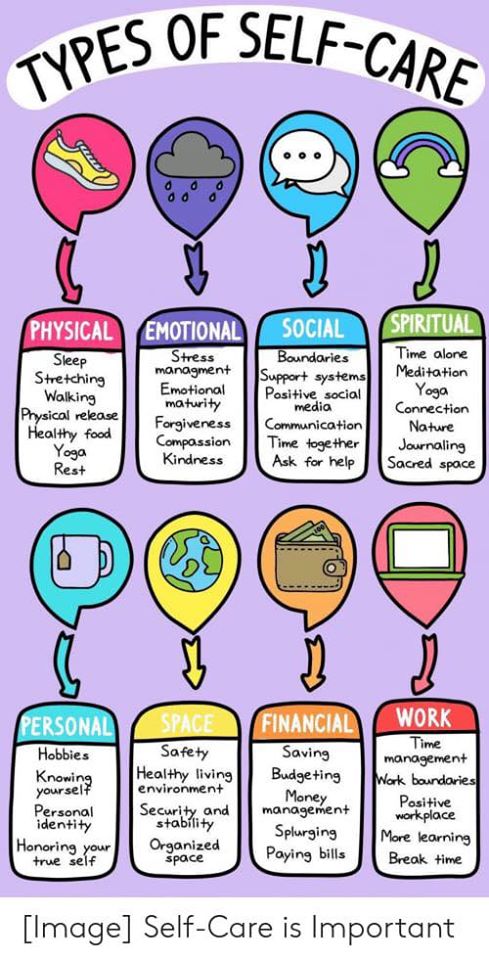 TYPES OF SELF-CARE
PHYSICAL
Sleep
Stretching
Walking
Physical release
Healthy food
Yoga
Rest
EMOTIONAL
Stress
managment
Emotional
maturity
Forgiveness
Compassion
Kindness
SOCIAL
Boundaries
Support systems
Positive social
media
Communication
Time together
Ask for help
SPIRITUAL
Time alone
Meditation
Yoga
Connection
Nature
Journaling
Sacred space
100
PERSONAL
Hobbies
Knowing
yourself
Personal
identity
Honoring your
true self
SPACE
Safety
Healthy living
environment
Security and
stability
Organized
space
FINANCIAL
Saving
Budgeting
Money
management
Splurging
Paying bills
WORK
Time
management
Work boundaries
Positive
workplace
More learning
Break time
[Image] Self-Care is Important